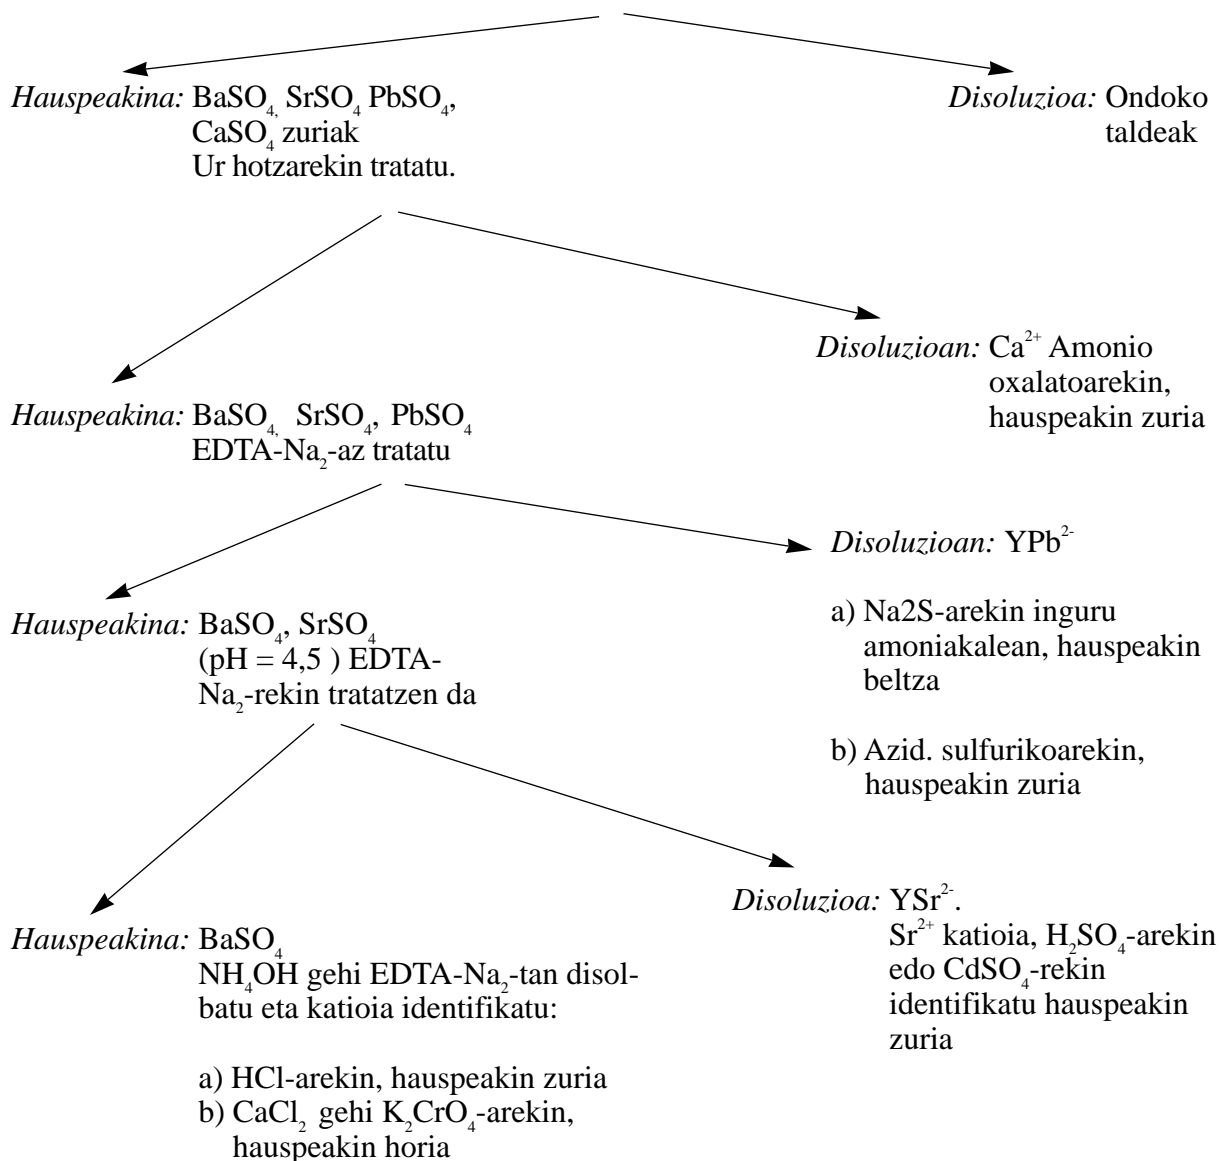 Hauspeakina: BaSO₄, SrSO₄ PbSO₄,
CaSO₄ zuriak
Ur hotzarekin tratatu.
Disoluzioa: Ondoko
taldeak
Disoluzioan: Ca²⁺ Amonio
oxalatoarekin,
hauspeakin zuria
Hauspeakina: BaSO₄, SrSO₄, PbSO₄
EDTA-Na₂-az tratatu
Disoluzioan: YPb²⁻
a) Na2S-arekin inguru
amoniakalean, hauspeakin
beltza
b) Azid. sulfurikoarekin,
hauspeakin zuria
Hauspeakina: BaSO₄, SrSO₄
(pH = 4,5 ) EDTA-
Na₂-rekin tratatzen da
Disoluzioa: YSr²⁻.
Sr²⁺ katioia, H₂SO₄-arekin
edo CdSO₄-rekin
identifikatu hauspeakin
zuria
Hauspeakina: BaSO₄
NH₄OH gehi EDTA-Na₂-tan disol-
batu eta katioia identifikatu:
a) HCl-arekin, hauspeakin zuria
b) CaCl₂ gehi K₂CrO₄-arekin,
hauspeakin horia